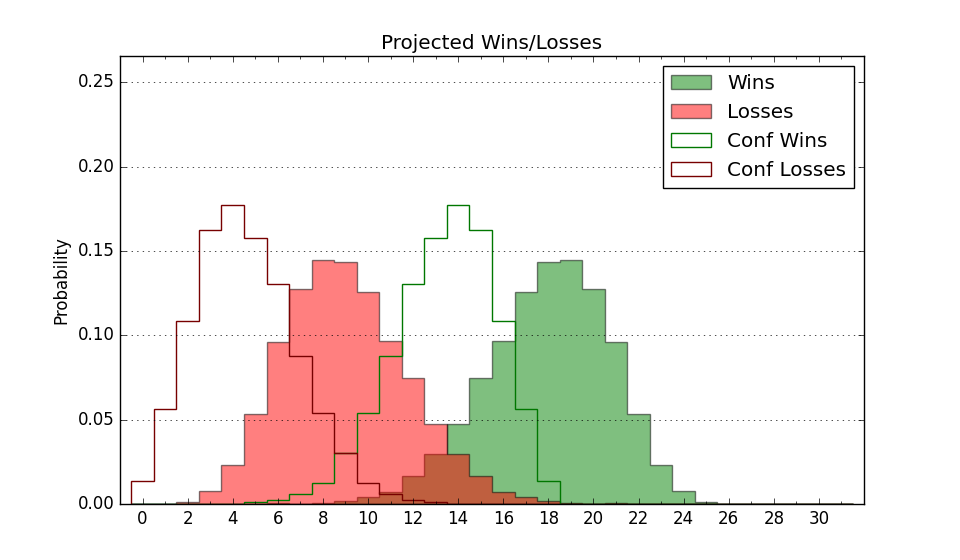 Projected Wins/Losses
0.25
0.20
0.15
0.10
0.05
0.00
Probability
Wins
Losses
Conf Wins
Conf Losses
0 2 4 6 8 10 12 14 16 18 20 22 24 26 28 30